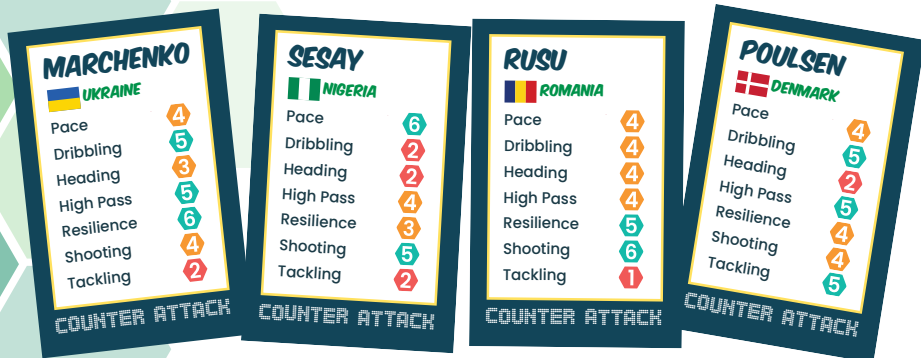 MARCHENKO
UKRAINE
Pace 4
Dribbling 5
Heading 3
High Pass 5
Resilience 6
Shooting 4
Tackling 2
COUNTER ATTACK
SESAY
NIGERIA
Pace 6
Dribbling 2
Heading 2
High Pass 4
Resilience 3
Shooting 5
Tackling 2
COUNTER ATTACK
RUSU
ROMANIA
Pace 4
Dribbling 4
Heading 4
High Pass 4
Resilience 5
Shooting 6
Tackling 1
COUNTER ATTACK
POULSEN
DENMARK
Pace 4
Dribbling 5
Heading 2
High Pass 5
Resilience 4
Shooting 4
Tackling 5
COUNTER ATTACK